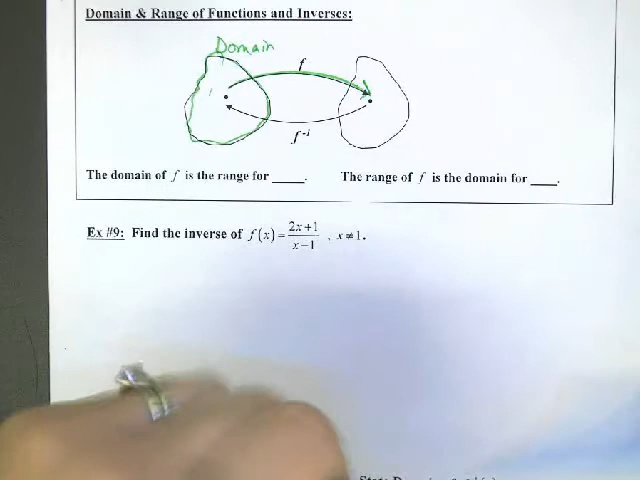 Domain & Range of Functions and Inverses:
Domain
f
f⁻¹
The domain of f is the range for ____. The range of f is the domain for ____.
Ex #9: Find the inverse of f(x) = (2x+1)/(x−1) , x≠1.